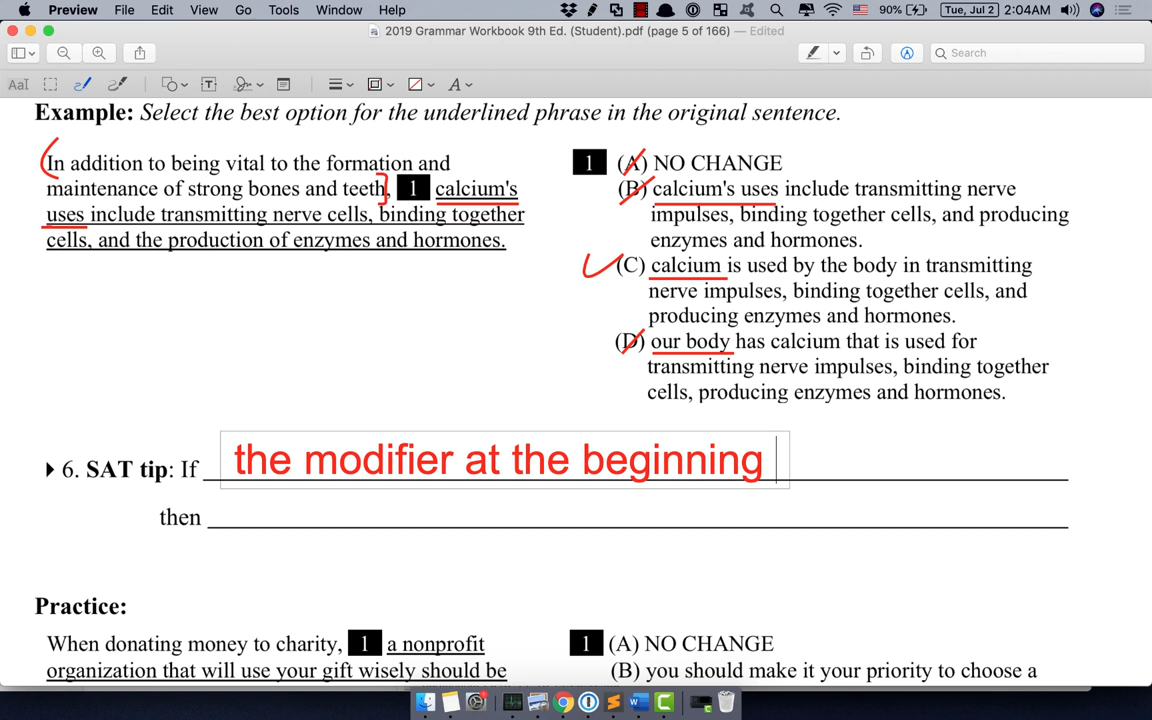 Preview File Edit View Go Tools Window Help 90% Tue, Jul 2 2:04AM
2019 Grammar Workbook 9th Ed. (Student).pdf (page 5 of 166) — Edited
Search
AaI T A
Example: Select the best option for the underlined phrase in the original sentence.
In addition to being vital to the formation and
maintenance of strong bones and teeth, 1 calcium's
uses include transmitting nerve cells, binding together
cells, and the production of enzymes and hormones.
1 (A) NO CHANGE
(B) calcium's uses include transmitting nerve
impulses, binding together cells, and producing
enzymes and hormones.
(C) calcium is used by the body in transmitting
nerve impulses, binding together cells, and
producing enzymes and hormones.
(D) our body has calcium that is used for
transmitting nerve impulses, binding together
cells, producing enzymes and hormones.
6. SAT tip: If the modifier at the beginning
then
Practice:
When donating money to charity, 1 a nonprofit
organization that will use your gift wisely should be
1 (A) NO CHANGE
(B) you should make it your priority to choose a